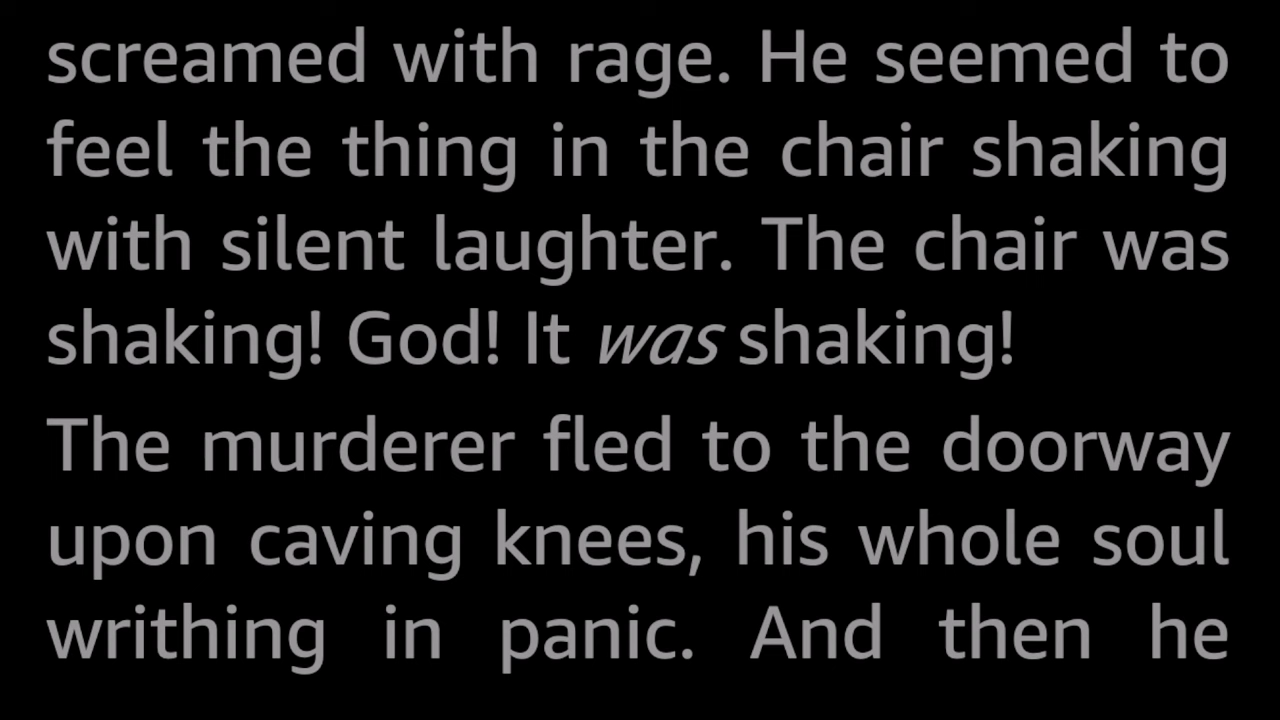 screamed with rage. He seemed to
feel the thing in the chair shaking
with silent laughter. The chair was
shaking! God! It was shaking!
The murderer fled to the doorway
upon caving knees, his whole soul
writhing in panic. And then he